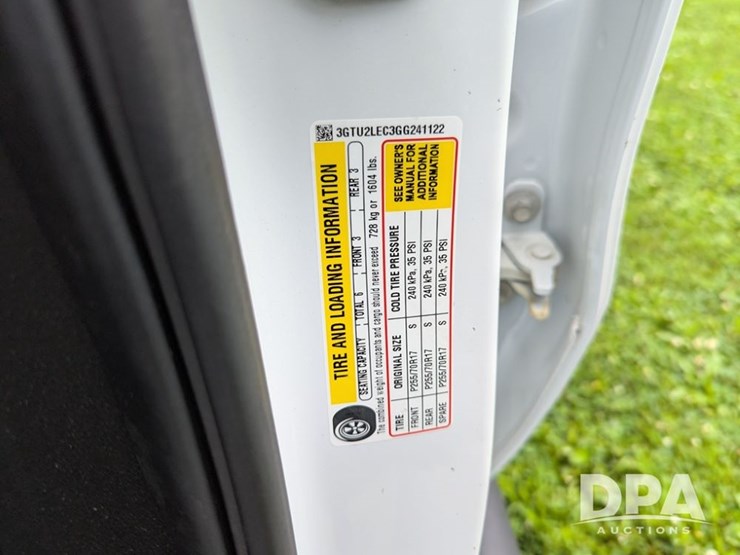 3GTU2LEC3GG241122
TIRE AND LOADING INFORMATION
SEATING CAPACITY TOTAL 6 FRONT 3 REAR 3
The combined weight of occupants and cargo should never exceed 728 kg or 1604 lbs.
TIRE ORIGINAL SIZE COLD TIRE PRESSURE
FRONT P255/70R17 S 240 kPa, 35 PSI
REAR P255/70R17 S 240 kPa, 35 PSI
SPARE P255/70R17 S 240 kPa, 35 PSI
SEE OWNER'S
MANUAL FOR
ADDITIONAL
INFORMATION
DPA
AUCTIONS